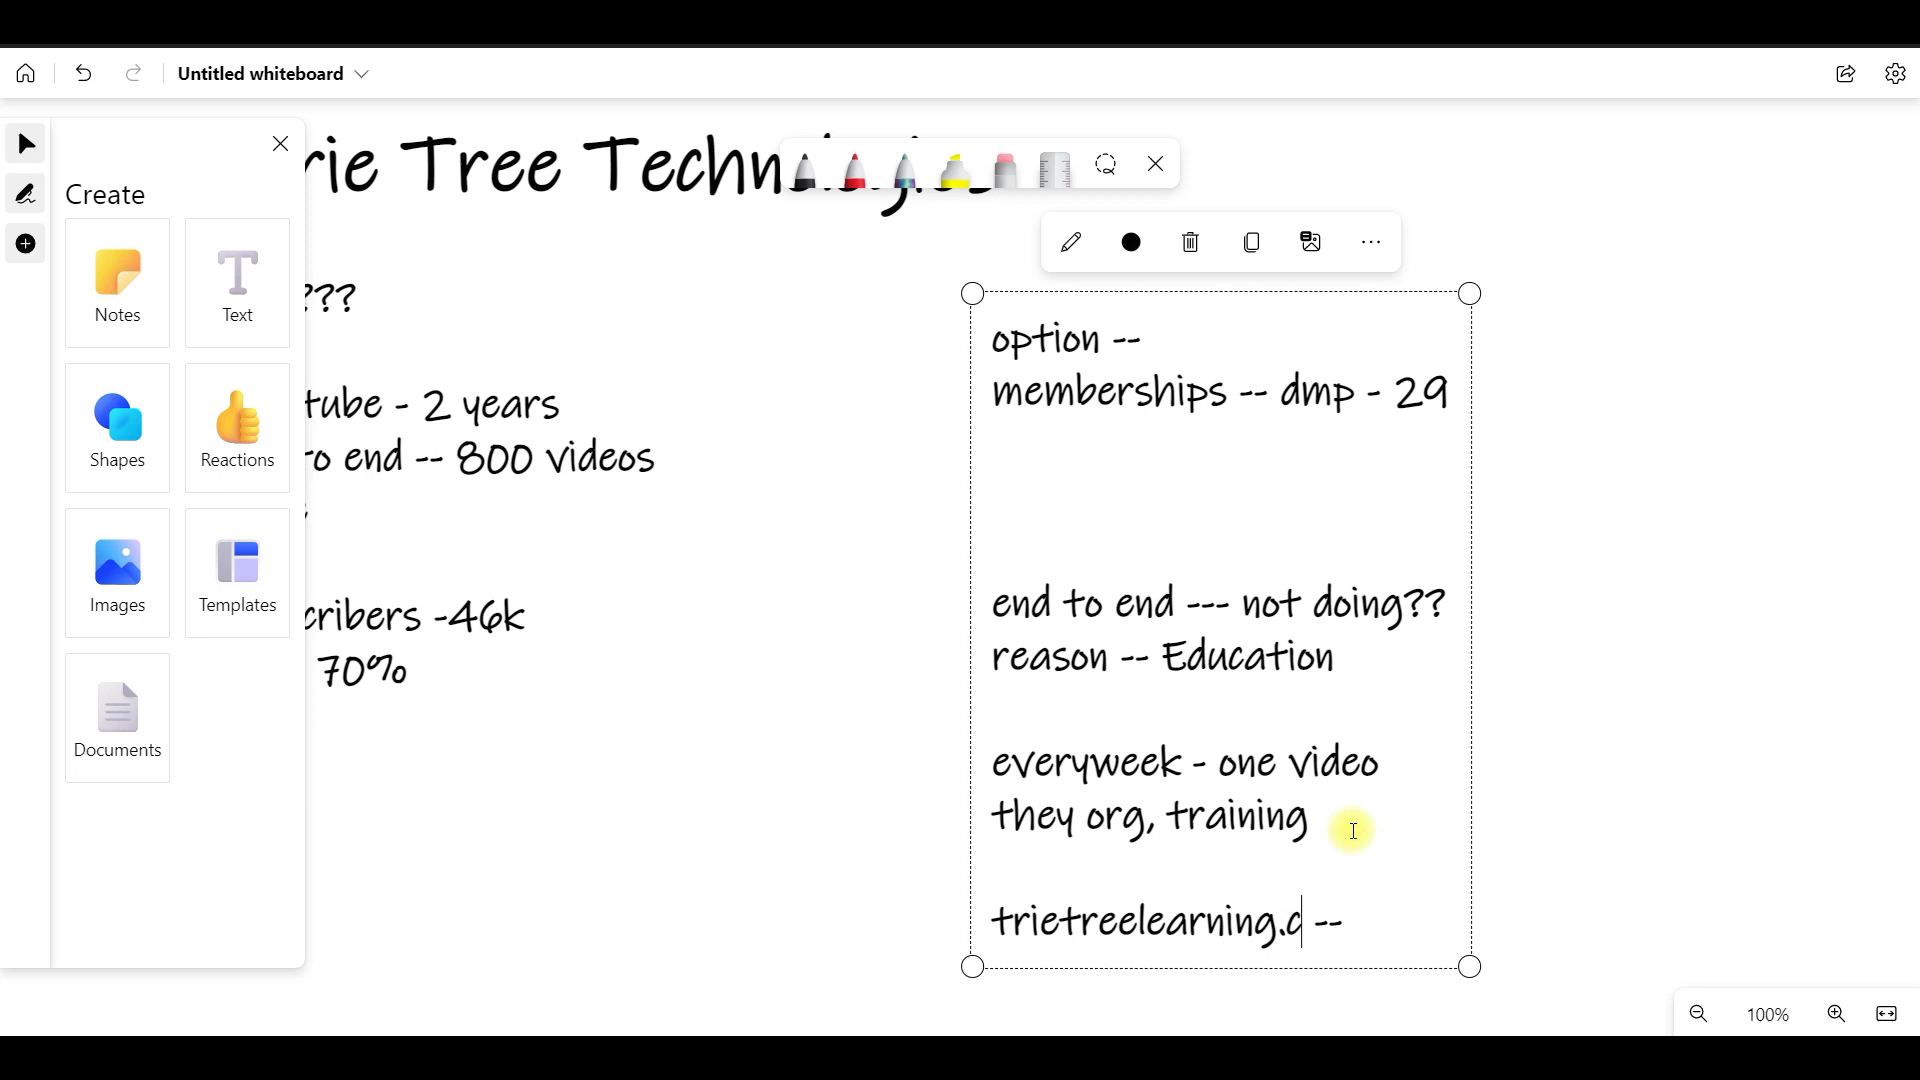 Untitled whiteboard
Create
Notes
Text
Shapes
Reactions
Images
Templates
Documents
rie Tree Technologies
???
tube - 2 years
to end -- 800 videos
cribers -46k
70%
option --
memberships -- dmp - 29
end to end --- not doing??
reason -- Education
everyweek - one video
they org, training
trietreelearning.c --
100%